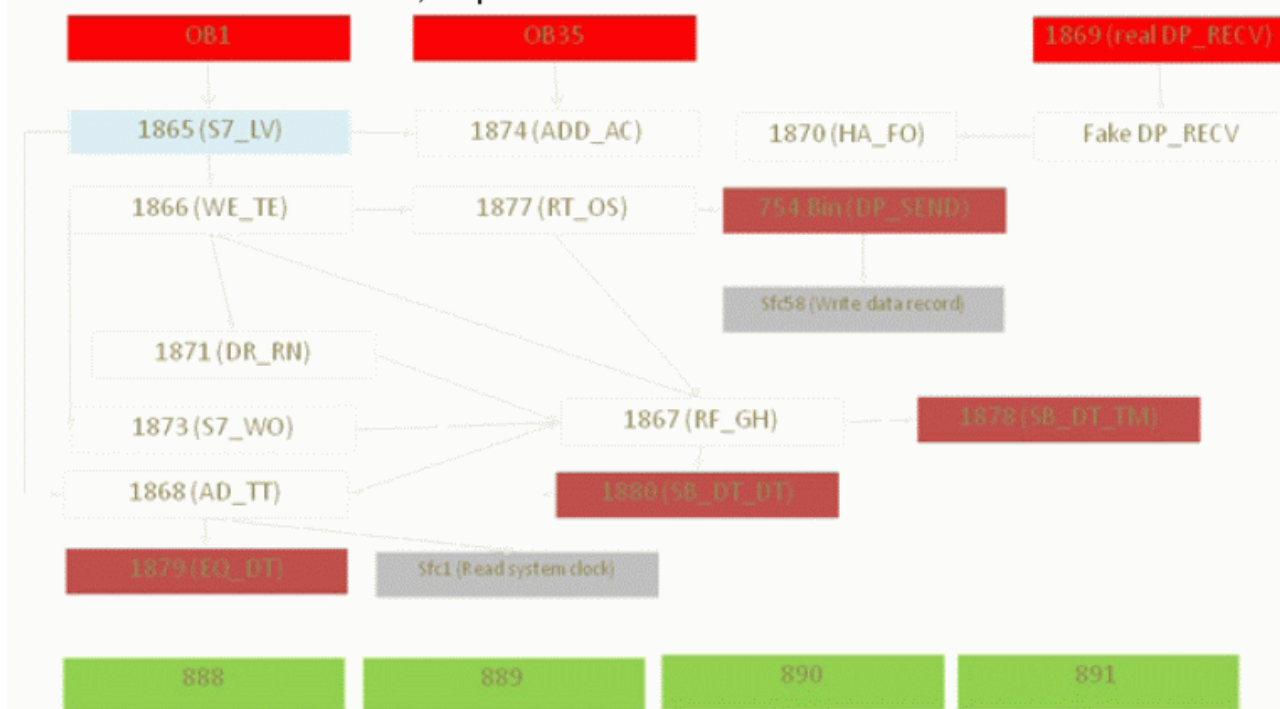 OB1
OB35
1869 (real DP_RECV)
1865 (S7_LV)
1874 (ADD_AC)
1870 (HA_FO)
Fake DP_RECV
1866 (WE_TE)
1877 (RT_OS)
754.Bin (DP_SEND)
Sfc58 (Write data record)
1871 (DR_RN)
1873 (S7_WO)
1867 (RF_GH)
1878 (SB_DT_TM)
1868 (AD_TT)
1880 (SB_DT_DT)
1879 (EQ_DT)
Sfc1 (Read system clock)
888
889
890
891